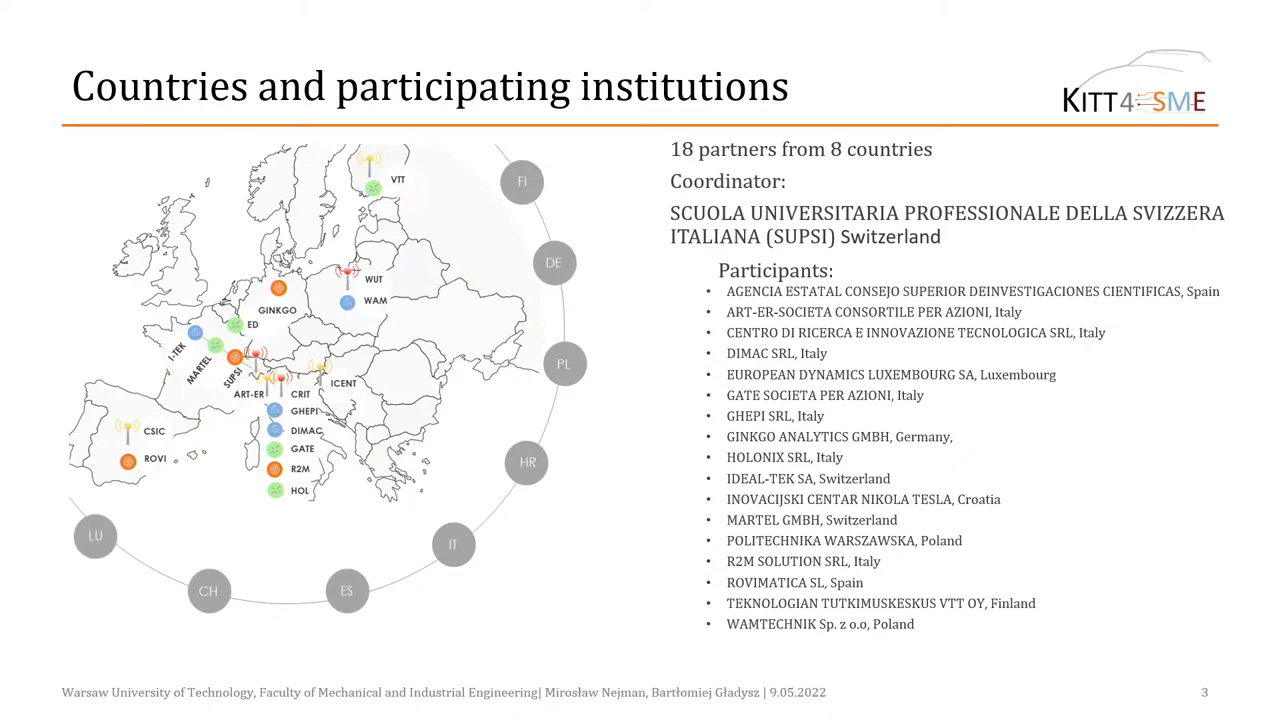 Countries and participating institutions
KITT4SME
18 partners from 8 countries
Coordinator:
SCUOLA UNIVERSITARIA PROFESSIONALE DELLA SVIZZERA
ITALIANA (SUPSI) Switzerland
Participants:
• AGENCIA ESTATAL CONSEJO SUPERIOR DEINVESTIGACIONES CIENTIFICAS, Spain
• ART-ER-SOCIETA CONSORTILE PER AZIONI, Italy
• CENTRO DI RICERCA E INNOVAZIONE TECNOLOGICA SRL, Italy
• DIMAC SRL, Italy
• EUROPEAN DYNAMICS LUXEMBOURG SA, Luxembourg
• GATE SOCIETA PER AZIONI, Italy
• GHEPI SRL, Italy
• GINKGO ANALYTICS GMBH, Germany,
• HOLONIX SRL, Italy
• IDEAL-TEK SA, Switzerland
• INOVACIJSKI CENTAR NIKOLA TESLA, Croatia
• MARTEL GMBH, Switzerland
• POLITECHNIKA WARSZAWSKA, Poland
• R2M SOLUTION SRL, Italy
• ROVIMATICA SL, Spain
• TEKNOLOGIAN TUTKIMUSKESKUS VTT OY, Finland
• WAMTECHNIK Sp. z o.o, Poland
VTT
WUT
WAM
GINKGO
ED
I-TEK
MARTEL
SUPSI
ART-ER
CRIT
ICENT
GHEPI
DIMAC
GATE
R2M
HOL
CSIC
ROVI
FI
DE
PL
HR
IT
ES
CH
LU
Warsaw University of Technology, Faculty of Mechanical and Industrial Engineering| Mirosław Nejman, Bartłomiej Gładysz | 9.05.2022
3